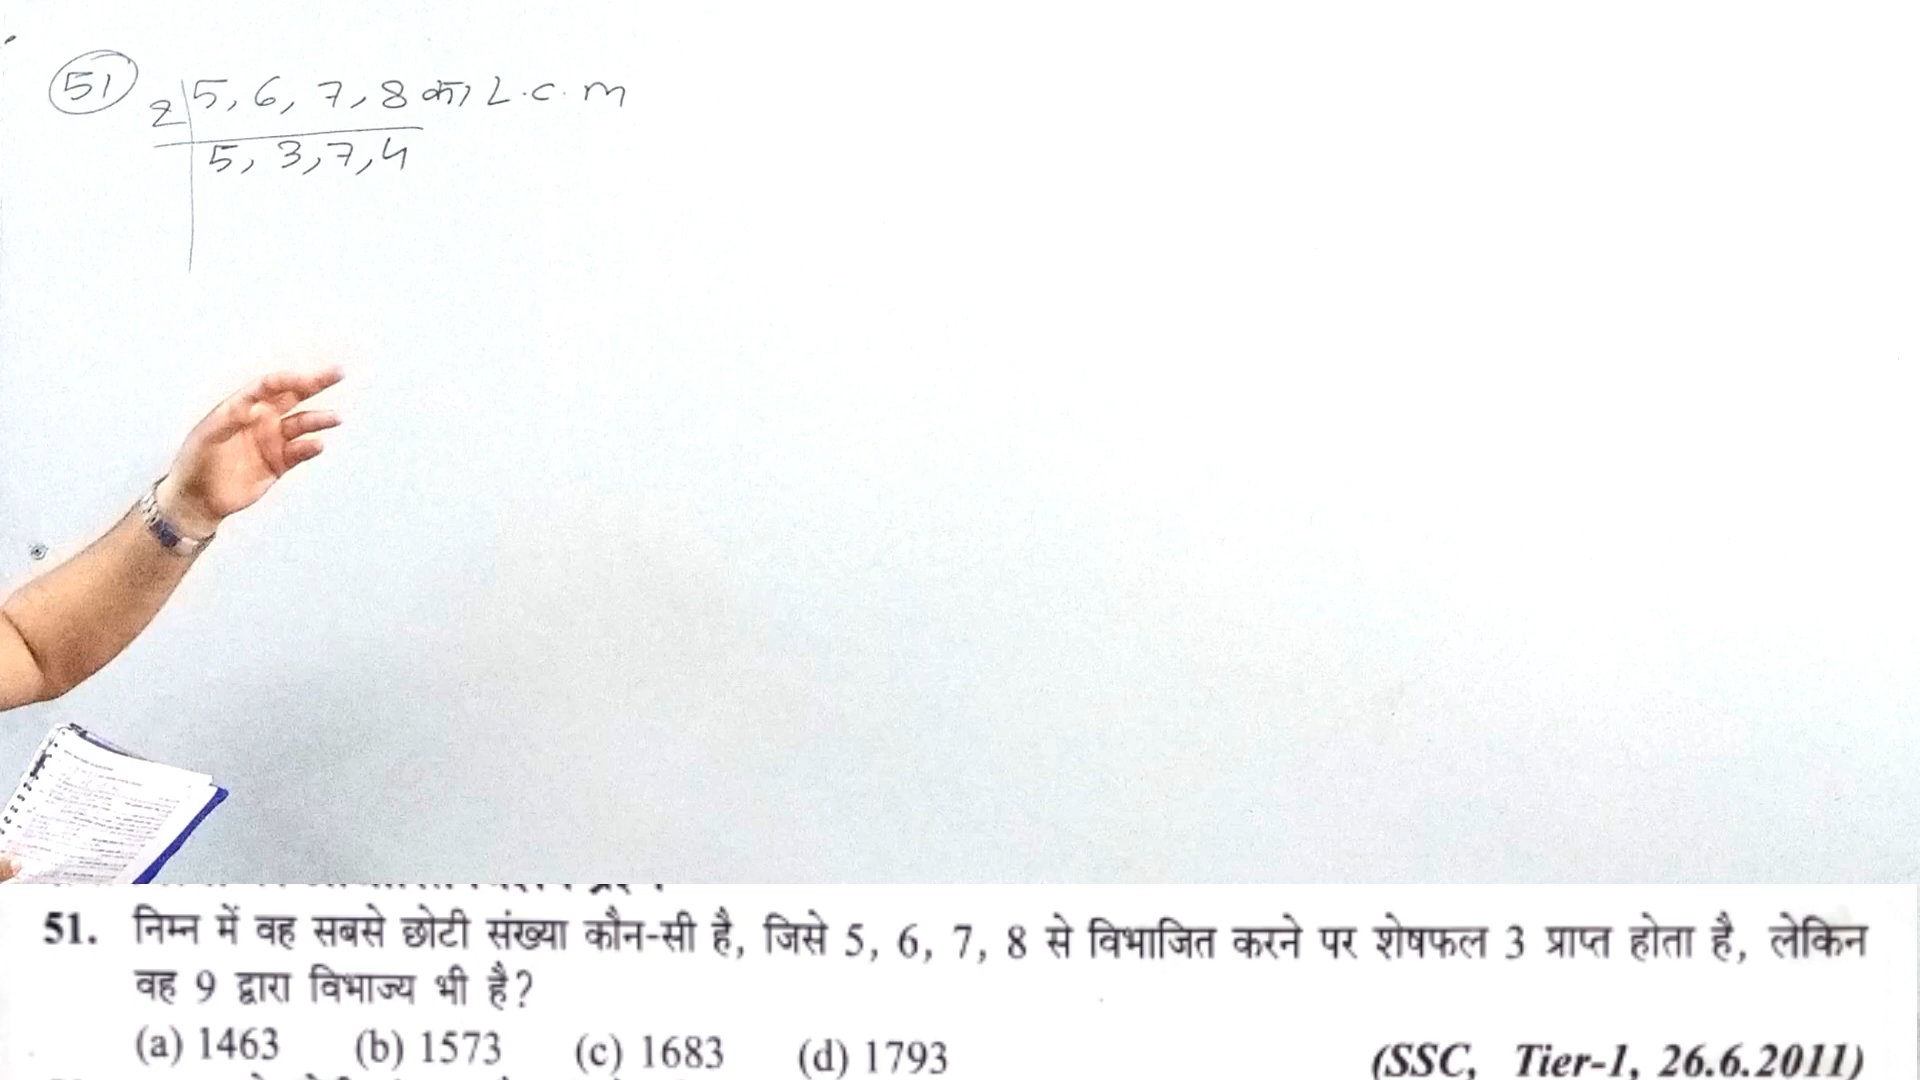 51 2 5, 6, 7, 8 का L.C.M
5, 3, 7, 4
51. निम्न में वह सबसे छोटी संख्या कौन-सी है, जिसे 5, 6, 7, 8 से विभाजित करने पर शेषफल 3 प्राप्त होता है, लेकिन
वह 9 द्वारा विभाज्य भी है?
(a) 1463 (b) 1573 (c) 1683 (d) 1793
(SSC, Tier-1, 26.6.2011)